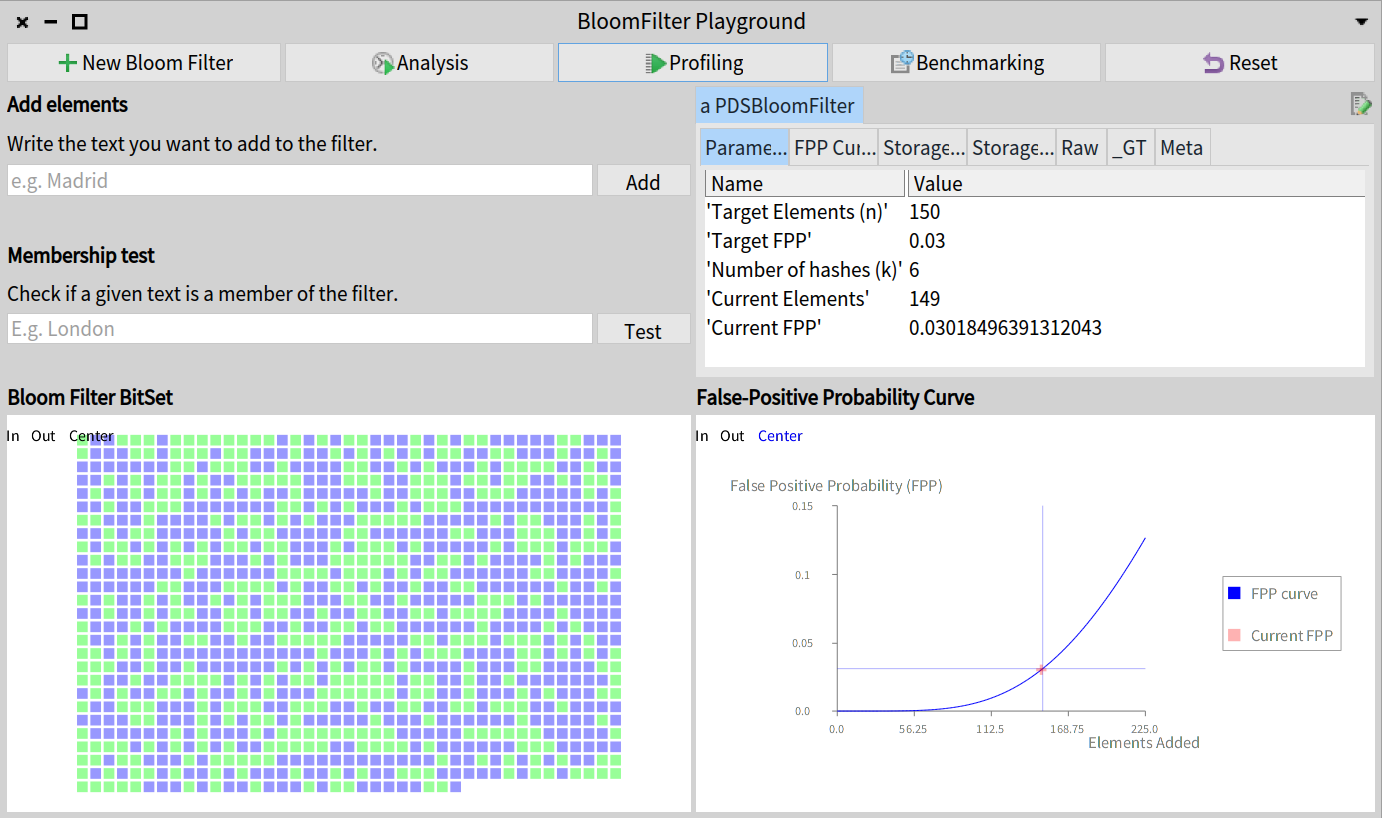 BloomFilter Playground
New Bloom Filter
Analysis
Profiling
Benchmarking
Reset
Add elements
Write the text you want to add to the filter.
e.g. Madrid
Add
Membership test
Check if a given text is a member of the filter.
E.g. London
Test
a PDSBloomFilter
Parame... FPP Cur... Storage... Storage... Raw _GT Meta
Name Value
'Target Elements (n)' 150
'Target FPP' 0.03
'Number of hashes (k)' 6
'Current Elements' 149
'Current FPP' 0.03018496391312043
Bloom Filter BitSet
In Out Center
False-Positive Probability Curve
In Out Center
False Positive Probability (FPP)
0.15
0.1
0.05
0.0
0.0 56.25 112.5 168.75 225.0
Elements Added
FPP curve
Current FPP